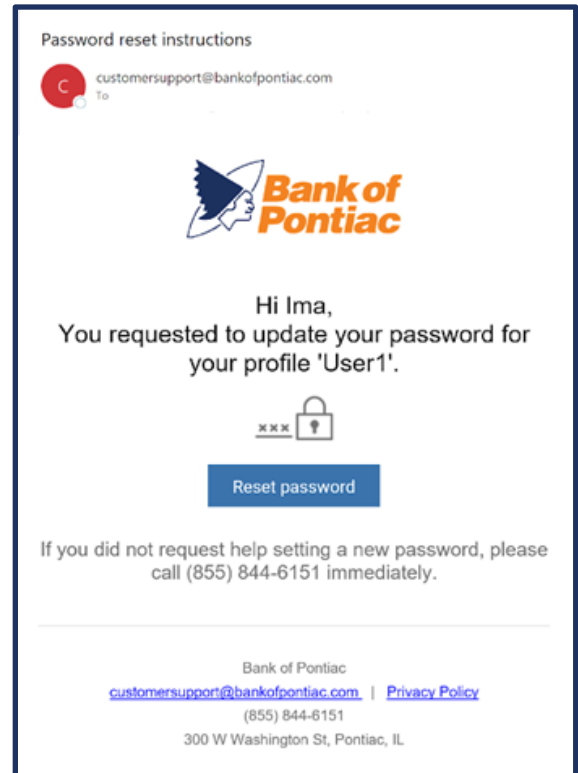 Password reset instructions
C
customersupport@bankofpontiac.com
To
Bank of
Pontiac
Hi Ima,
You requested to update your password for
your profile 'User1'.
xxx
Reset password
If you did not request help setting a new password, please
call (855) 844-6151 immediately.
Bank of Pontiac
customersupport@bankofpontiac.com | Privacy Policy
(855) 844-6151
300 W Washington St, Pontiac, IL